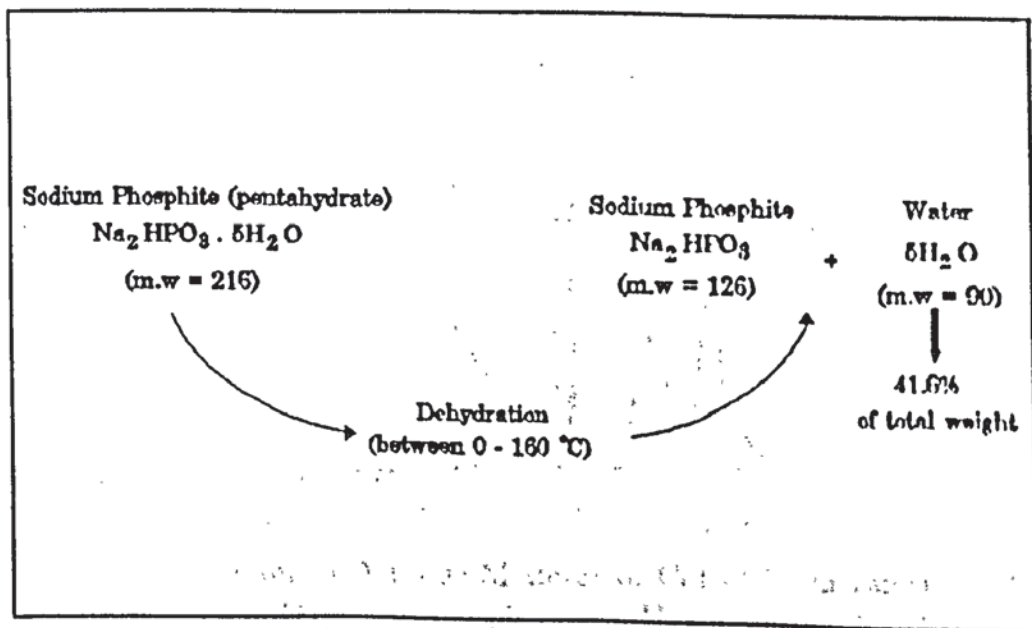 Sodium Phosphite (pentahydrate)
Na₂HPO₃ . 5H₂O
(m.w = 216)
Sodium Phosphite
Na₂HPO₃
(m.w = 126)
+
Water
5H₂O
(m.w = 90)
41.6%
of total weight
Dehydration
(between 0 - 160 °C)